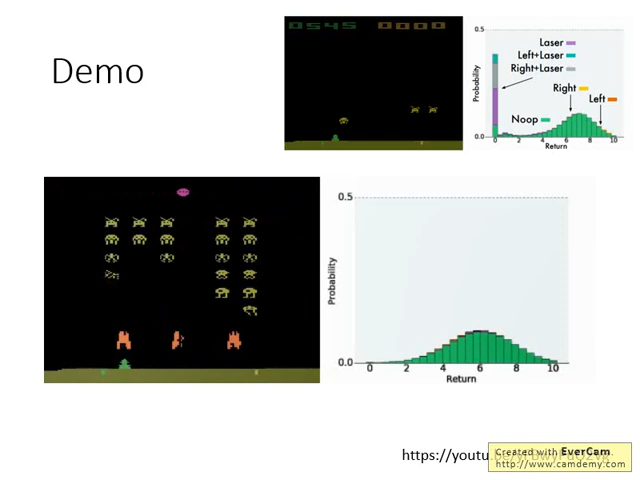 Demo
0545 0000
0.5
Laser
Left+Laser
Right+Laser
Right
Left
Noop
Probability
0.0
0 2 4 6 8 10
Return
0.5
Probability
0.0
0 2 4 6 8 10
Return
https://youtu
Created with EverCam.
http://www.camdemy.com